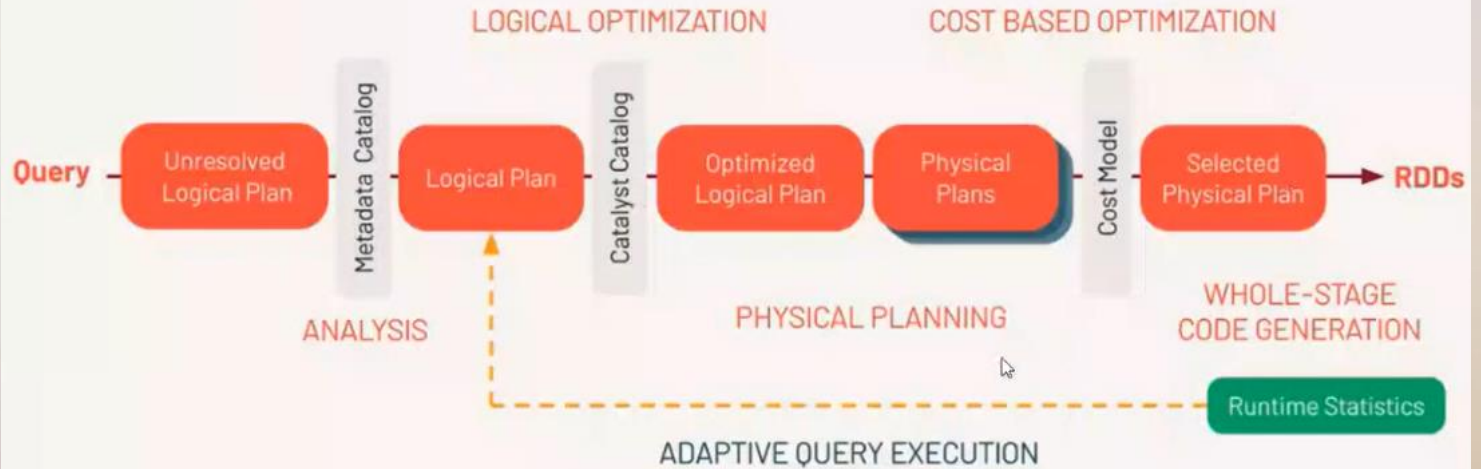 LOGICAL OPTIMIZATION
COST BASED OPTIMIZATION
Query
Unresolved
Logical Plan
Metadata Catalog
Logical Plan
Catalyst Catalog
Optimized
Logical Plan
Physical
Plans
Cost Model
Selected
Physical Plan
RDDs
ANALYSIS
PHYSICAL PLANNING
WHOLE-STAGE
CODE GENERATION
Runtime Statistics
ADAPTIVE QUERY EXECUTION